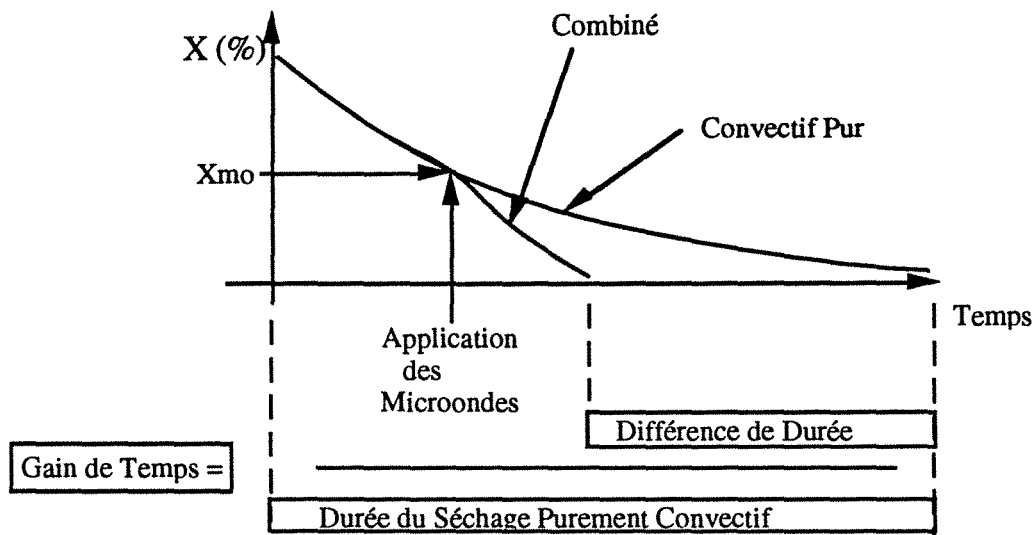 Combiné
X (%)
Convectif Pur
Xmo
Temps
Application
des
Microondes
Différence de Durée
Gain de Temps =
Durée du Séchage Purement Convectif